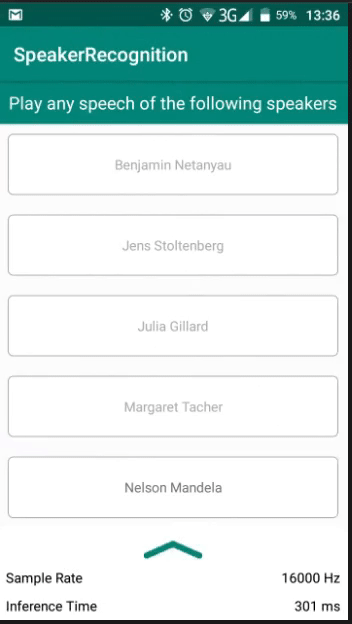 3G 59% 13:36
SpeakerRecognition
Play any speech of the following speakers
Benjamin Netanyau
Jens Stoltenberg
Julia Gillard
Margaret Tacher
Nelson Mandela
Sample Rate 16000 Hz
Inference Time 301 ms